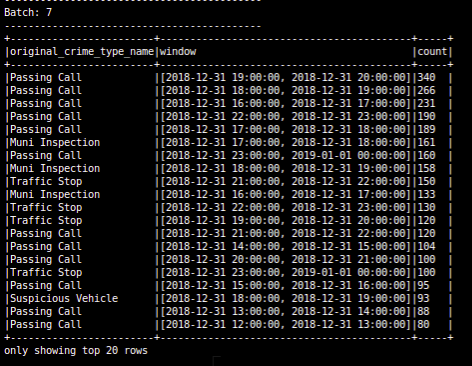 -------------------------------------------
Batch: 7
-------------------------------------------
+------------------------+------------------------------------------+-----+
|original_crime_type_name|window                                    |count|
+------------------------+------------------------------------------+-----+
|Passing Call            |[2018-12-31 19:00:00, 2018-12-31 20:00:00]|340  |
|Passing Call            |[2018-12-31 18:00:00, 2018-12-31 19:00:00]|266  |
|Passing Call            |[2018-12-31 16:00:00, 2018-12-31 17:00:00]|231  |
|Passing Call            |[2018-12-31 22:00:00, 2018-12-31 23:00:00]|190  |
|Passing Call            |[2018-12-31 17:00:00, 2018-12-31 18:00:00]|189  |
|Muni Inspection         |[2018-12-31 17:00:00, 2018-12-31 18:00:00]|161  |
|Passing Call            |[2018-12-31 23:00:00, 2019-01-01 00:00:00]|160  |
|Muni Inspection         |[2018-12-31 18:00:00, 2018-12-31 19:00:00]|158  |
|Traffic Stop            |[2018-12-31 21:00:00, 2018-12-31 22:00:00]|150  |
|Muni Inspection         |[2018-12-31 16:00:00, 2018-12-31 17:00:00]|133  |
|Traffic Stop            |[2018-12-31 22:00:00, 2018-12-31 23:00:00]|130  |
|Traffic Stop            |[2018-12-31 19:00:00, 2018-12-31 20:00:00]|120  |
|Passing Call            |[2018-12-31 21:00:00, 2018-12-31 22:00:00]|120  |
|Passing Call            |[2018-12-31 14:00:00, 2018-12-31 15:00:00]|104  |
|Passing Call            |[2018-12-31 20:00:00, 2018-12-31 21:00:00]|100  |
|Traffic Stop            |[2018-12-31 23:00:00, 2019-01-01 00:00:00]|100  |
|Passing Call            |[2018-12-31 15:00:00, 2018-12-31 16:00:00]|95   |
|Suspicious Vehicle      |[2018-12-31 18:00:00, 2018-12-31 19:00:00]|93   |
|Passing Call            |[2018-12-31 13:00:00, 2018-12-31 14:00:00]|88   |
|Passing Call            |[2018-12-31 12:00:00, 2018-12-31 13:00:00]|80   |
+------------------------+------------------------------------------+-----+
only showing top 20 rows